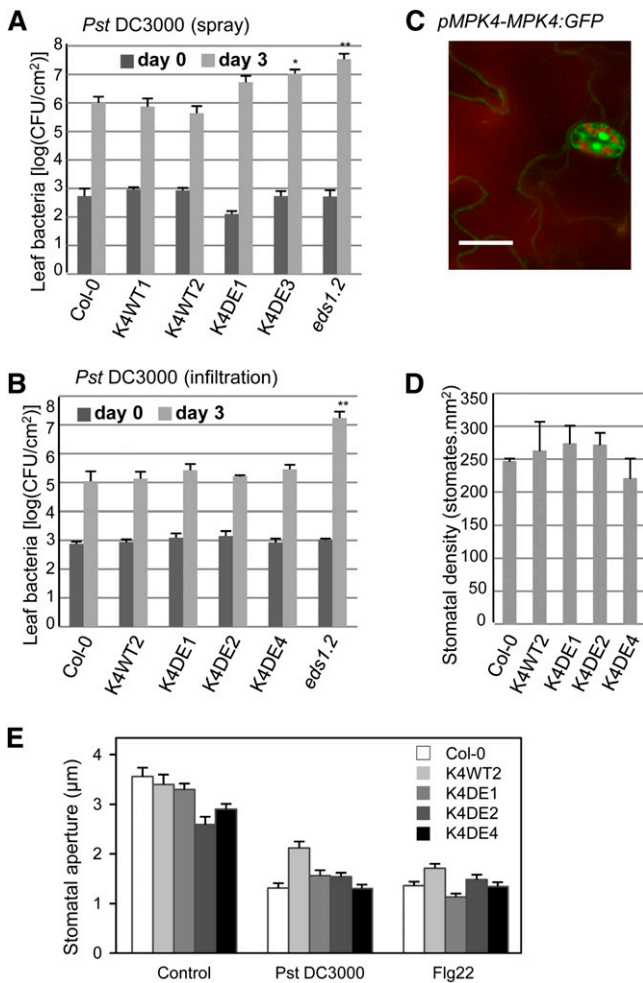 A
Pst DC3000 (spray)
Leaf bacteria [log(CFU/cm²)]
8
7
6
5
4
3
2
1
0
day 0
day 3
*
**
Col-0
K4WT1
K4WT2
K4DE1
K4DE3
eds1.2
B
Pst DC3000 (infiltration)
Leaf bacteria [log(CFU/cm²)]
8
7
6
5
4
3
2
1
0
day 0
day 3
**
Col-0
K4WT2
K4DE1
K4DE2
K4DE4
eds1.2
C
pMPK4-MPK4:GFP
D
Stomatal density (stomates.mm²)
350
300
250
200
150
100
50
0
Col-0
K4WT2
K4DE1
K4DE2
K4DE4
E
Stomatal aperture (µm)
4
3
2
1
0
Col-0
K4WT2
K4DE1
K4DE2
K4DE4
Control
Pst DC3000
Flg22